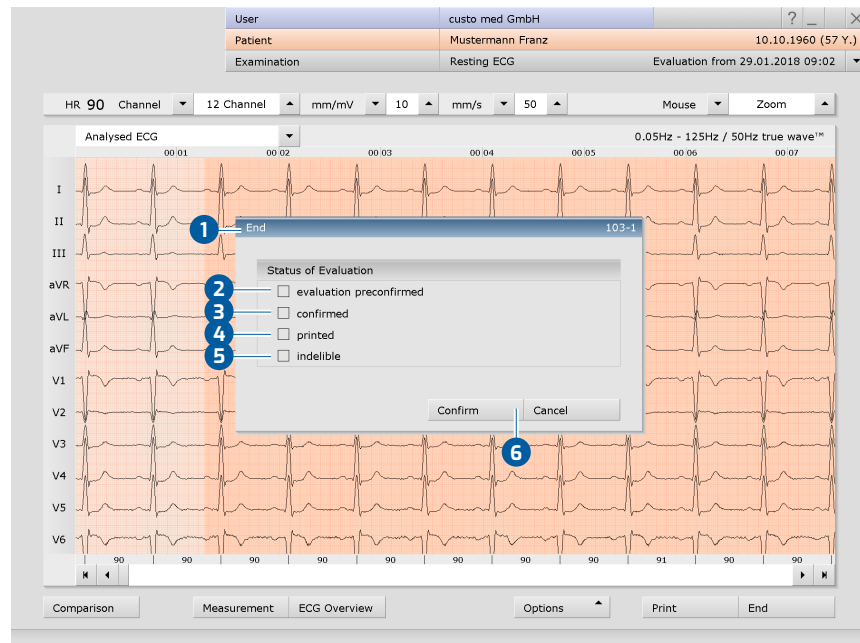 User custo med GmbH ? _ X
Patient Mustermann Franz 10.10.1960 (57 Y.)
Examination Resting ECG Evaluation from 29.01.2018 09:02
HR 90 Channel 12 Channel mm/mV 10 mm/s 50 Mouse Zoom
Analysed ECG 0.05Hz - 125Hz / 50Hz true wave™
00:01 00:02 00:03 00:04 00:05 00:06 00:07
I
II
1 End 103-1
III
Status of Evaluation
aVR 2 evaluation preconfirmed
aVL 3 confirmed
4 printed
aVF 5 indelible
V1
V2 Confirm Cancel
V3 6
V4
V5
V6
90 90 90 90 90 90 90 90 91 90 90
Comparison Measurement ECG Overview Options Print End